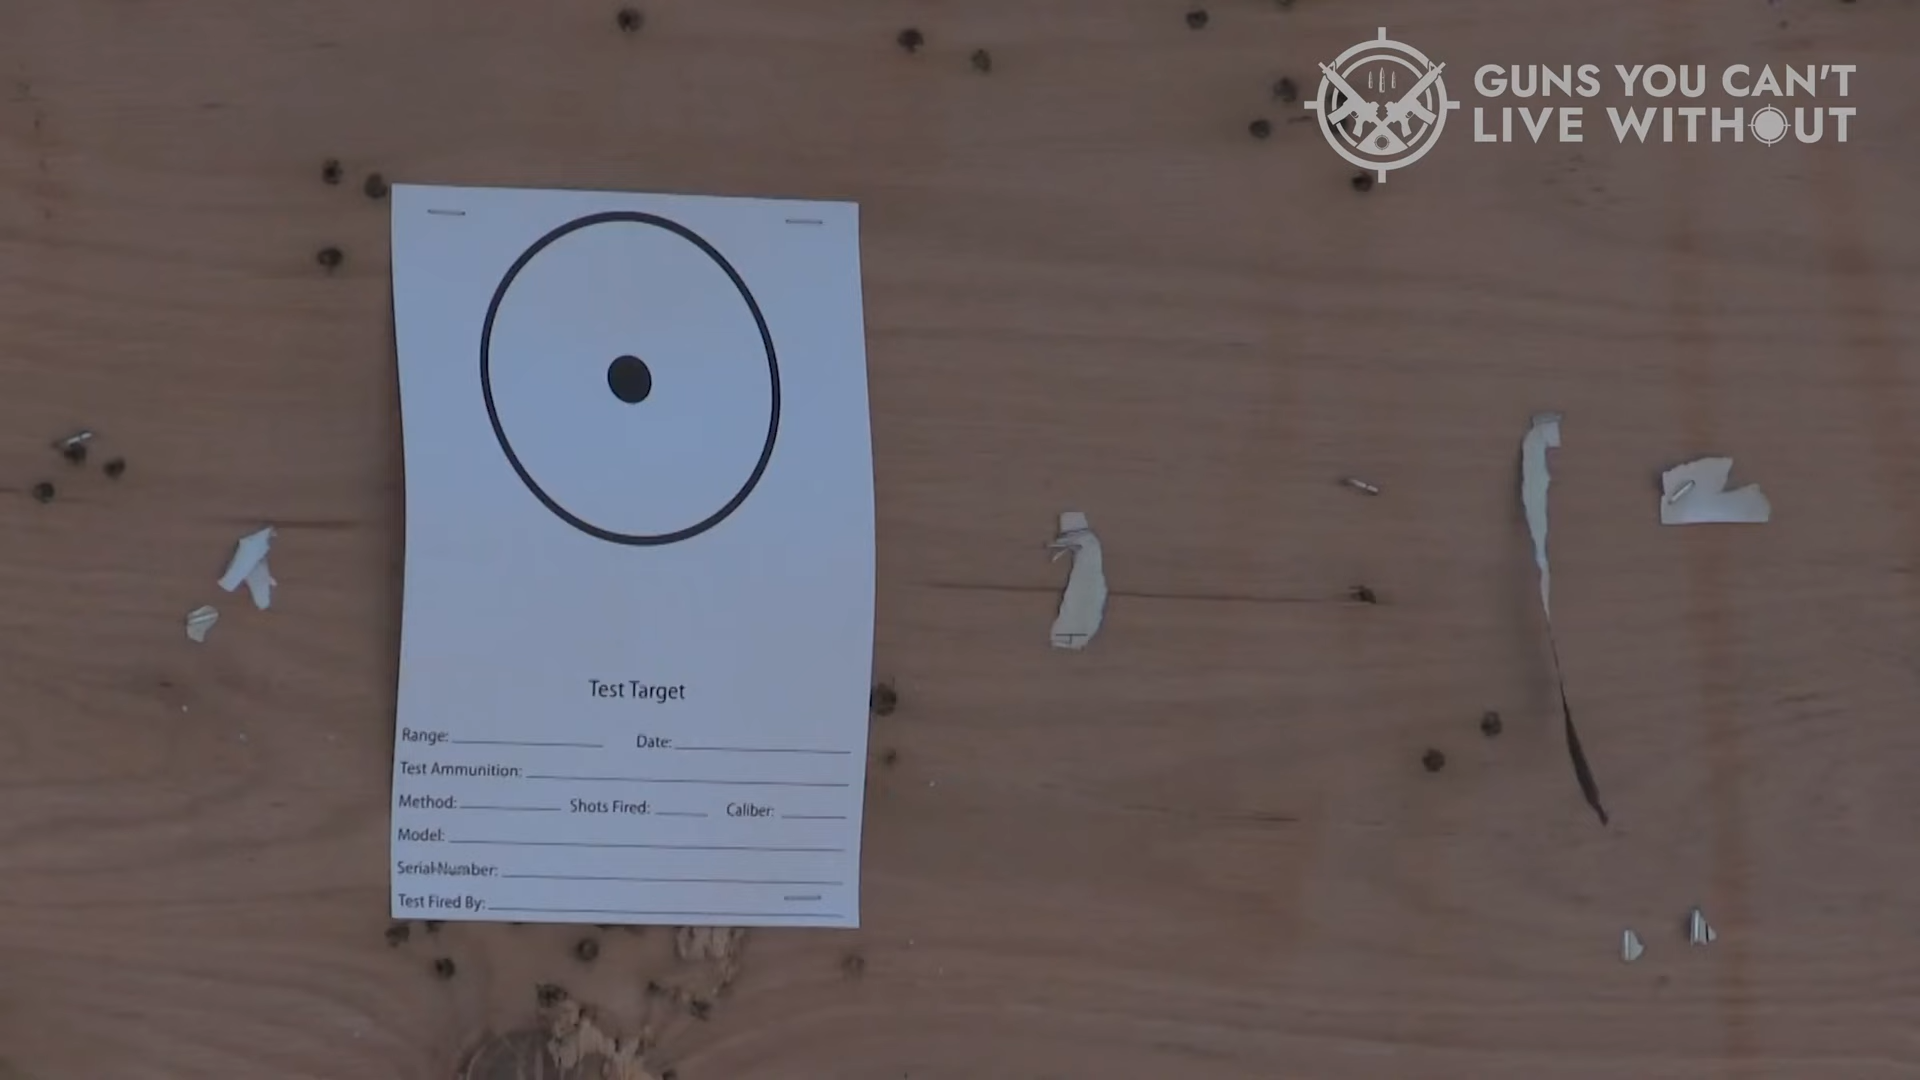 GUNS YOU CAN'T
LIVE WITHOUT
Test Target
Range: Date:
Test Ammunition:
Method: Shots Fired: Caliber:
Model:
Serial Number:
Test Fired By: